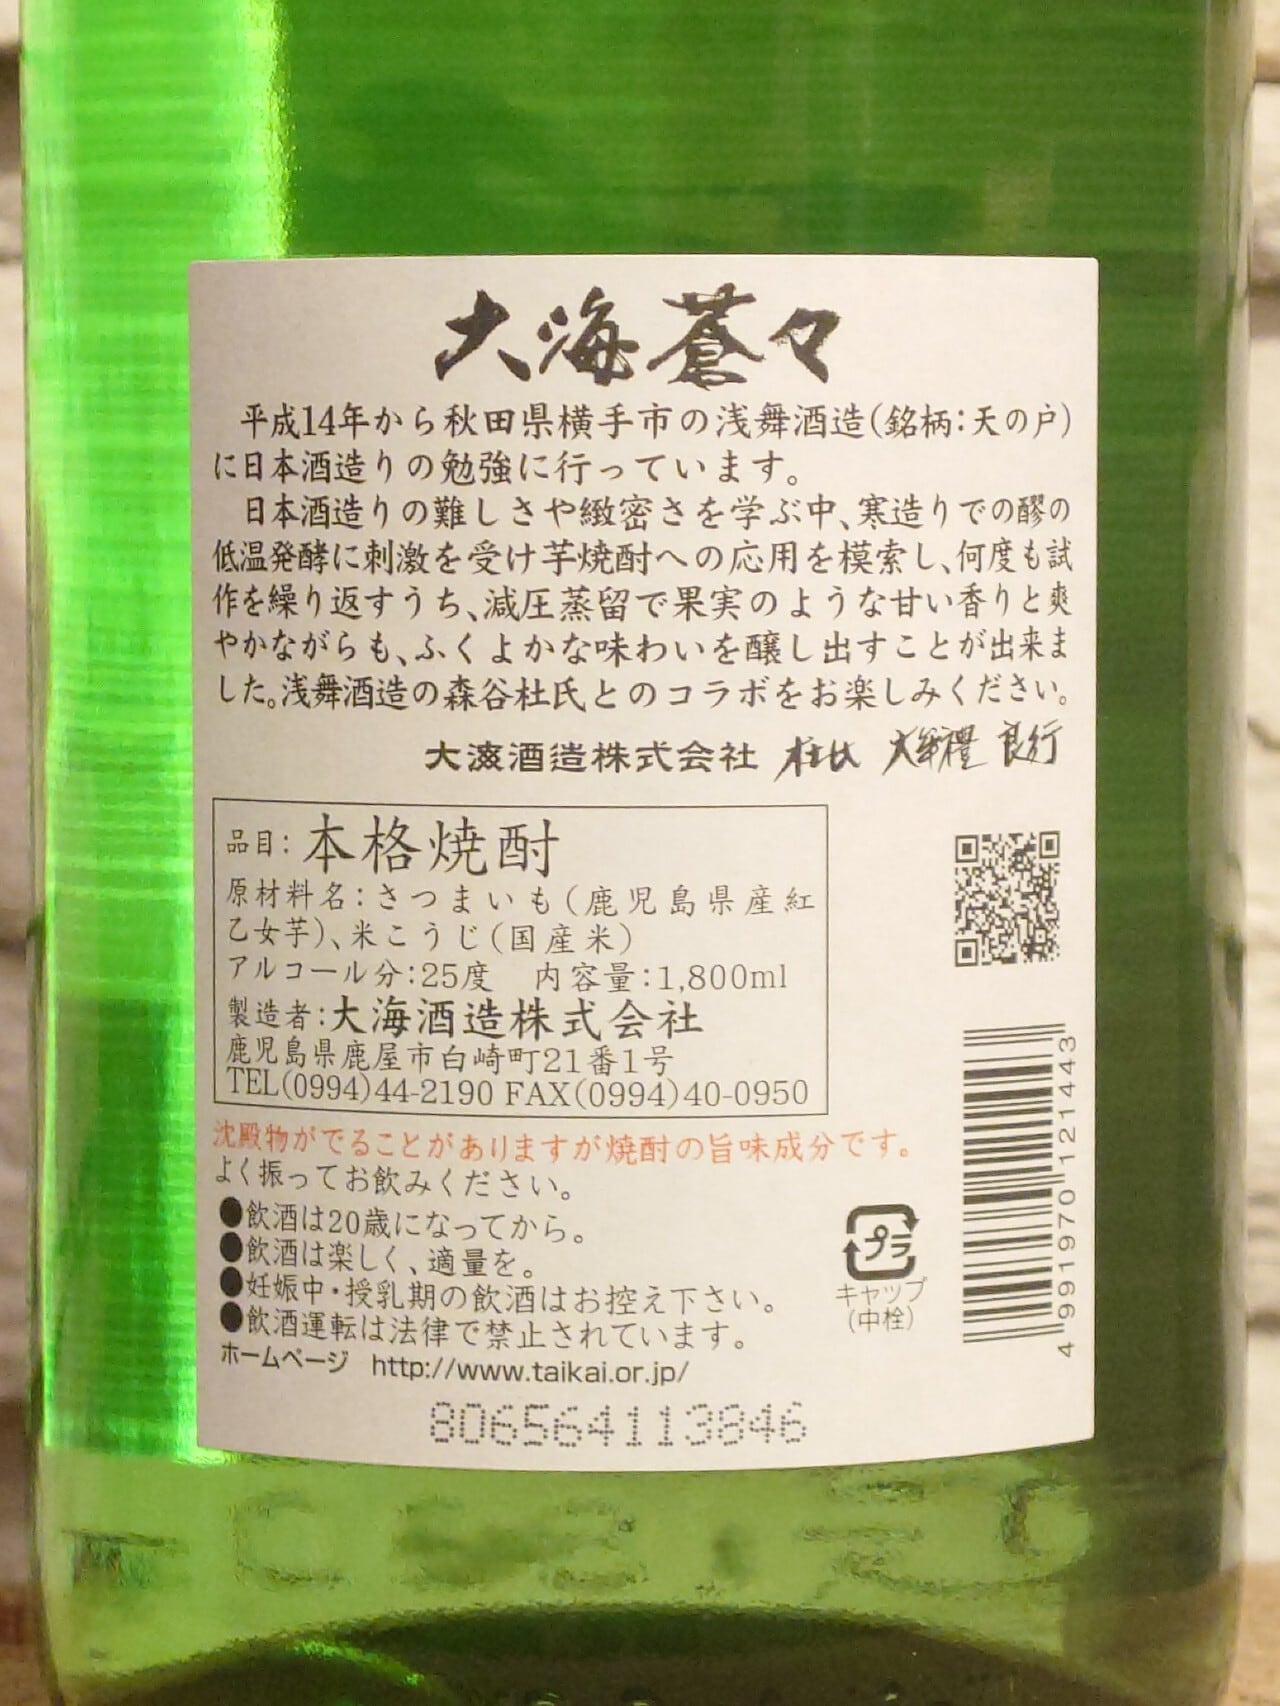 大海蒼々
平成14年から秋田県横手市の浅舞酒造(銘柄:天の戸)
に日本酒造りの勉強に行っています。
日本酒造りの難しさや緻密さを学ぶ中、寒造りでの醪の
低温発酵に刺激を受け芋焼酎への応用を模索し、何度も試
作を繰り返すうち、減圧蒸留で果実のような甘い香りと爽
やかながらも、ふくよかな味わいを醸し出すことが出来ま
した。浅舞酒造の森谷杜氏とのコラボをお楽しみください。
大海酒造株式会社 杜氏 大牟禮 良行
品目:本格焼酎
原材料名:さつまいも(鹿児島県産紅
乙女芋)、米こうじ(国産米)
アルコール分:25度 内容量:1,800ml
製造者:大海酒造株式会社
鹿児島県鹿屋市白崎町21番1号
TEL(0994)44-2190 FAX(0994)40-0950
沈殿物がでることがありますが焼酎の旨味成分です。
よく振ってお飲みください。
●飲酒は20歳になってから。
●飲酒は楽しく、適量を。
●妊娠中・授乳期の飲酒はお控え下さい。
●飲酒運転は法律で禁止されています。
ホームページ http://www.taikai.or.jp/
プラ
キャップ
(中栓)
4 991970 121443
806564113846